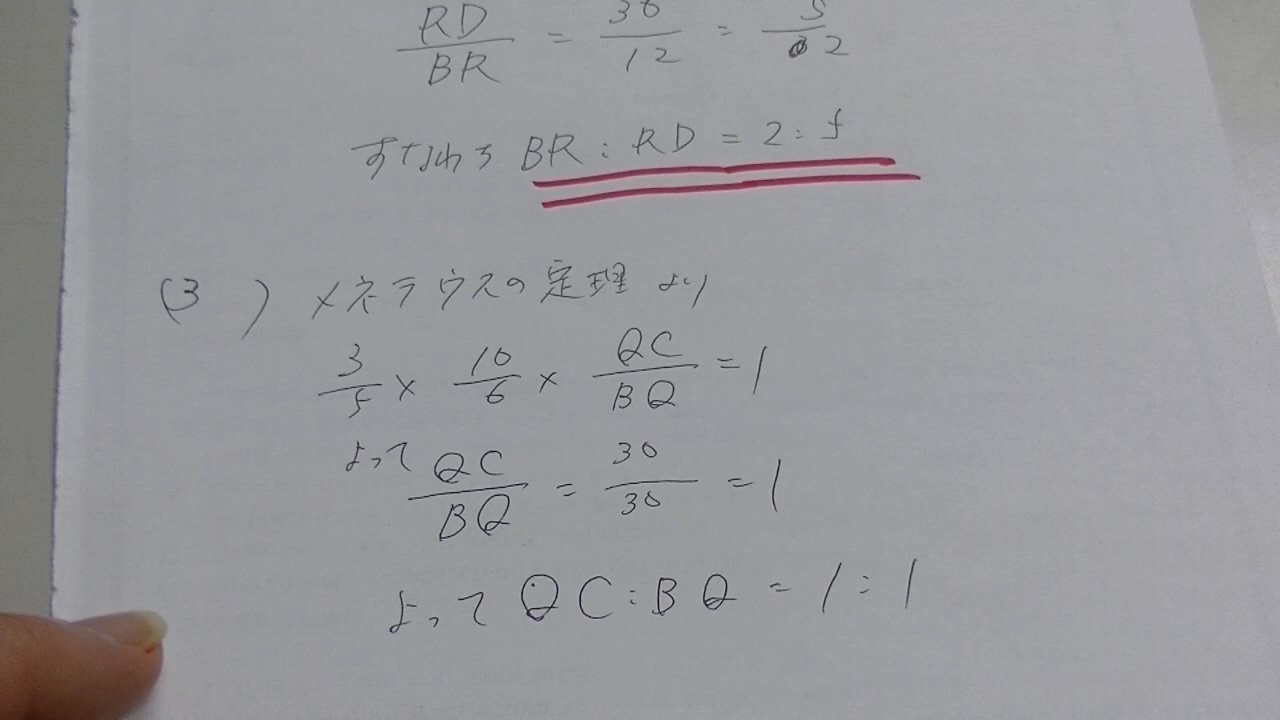 RD/BR = 30/12 = 5/2
すなわち BR : RD = 2 : 5
(3) メネラウスの定理より
3/5 × 10/6 × QC/BQ = 1
よって QC/BQ = 30/30 = 1
よって QC : BQ = 1 : 1